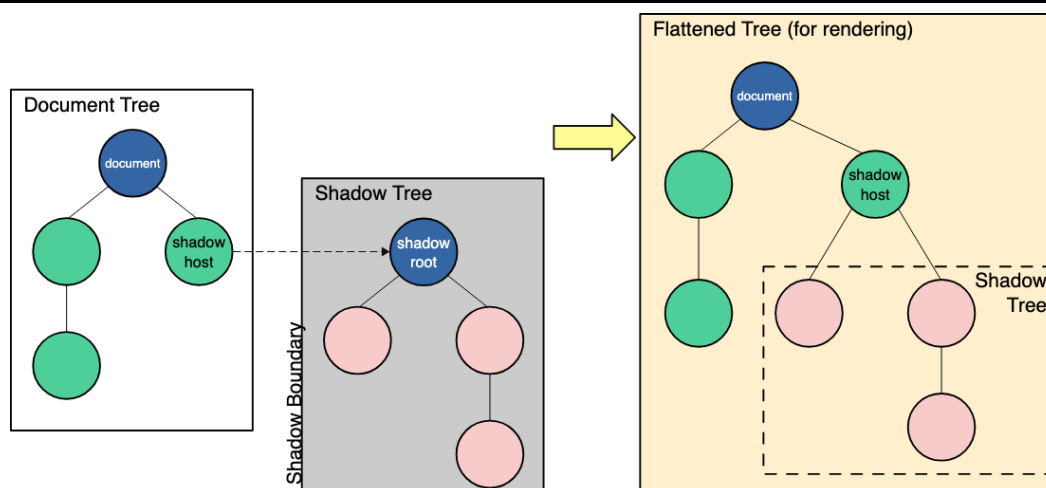 Document Tree
document
shadow
host
Shadow Tree
shadow
root
Shadow Boundary
Flattened Tree (for rendering)
document
shadow
host
Shadow
Tree